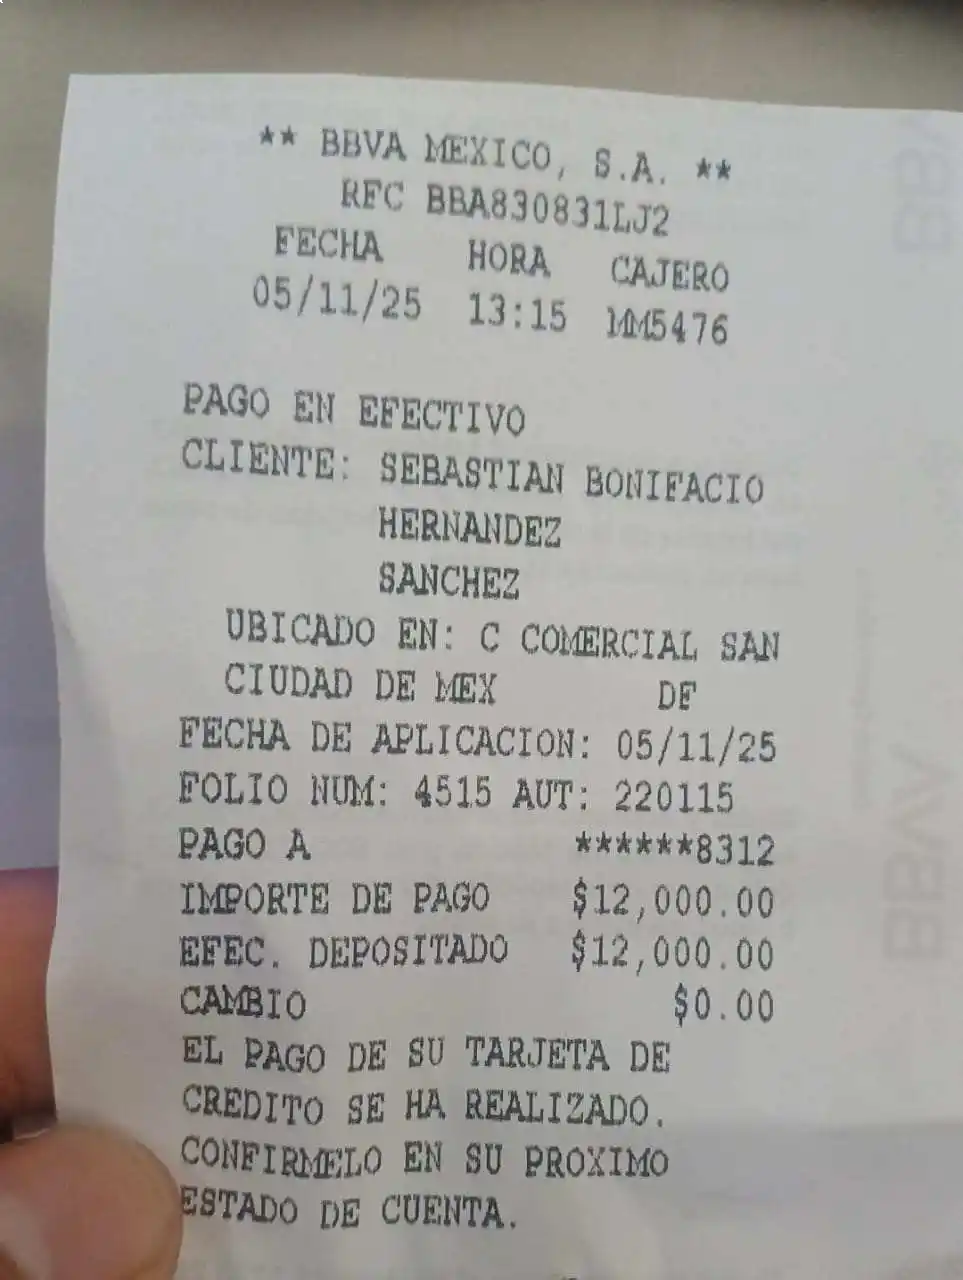 ** BBVA MEXICO, S.A. **
RFC BBA830831LJ2
FECHA HORA CAJERO
05/11/25 13:15 MM5476
PAGO EN EFECTIVO
CLIENTE: SEBASTIAN BONIFACIO
HERNANDEZ
SANCHEZ
UBICADO EN: C COMERCIAL SAN
CIUDAD DE MEX DF
FECHA DE APLICACION: 05/11/25
FOLIO NUM: 4515 AUT: 220115
PAGO A ******8312
IMPORTE DE PAGO $12,000.00
EFEC. DEPOSITADO $12,000.00
CAMBIO $0.00
EL PAGO DE SU TARJETA DE
CREDITO SE HA REALIZADO.
CONFIRMELO EN SU PROXIMO
ESTADO DE CUENTA.
BBVA